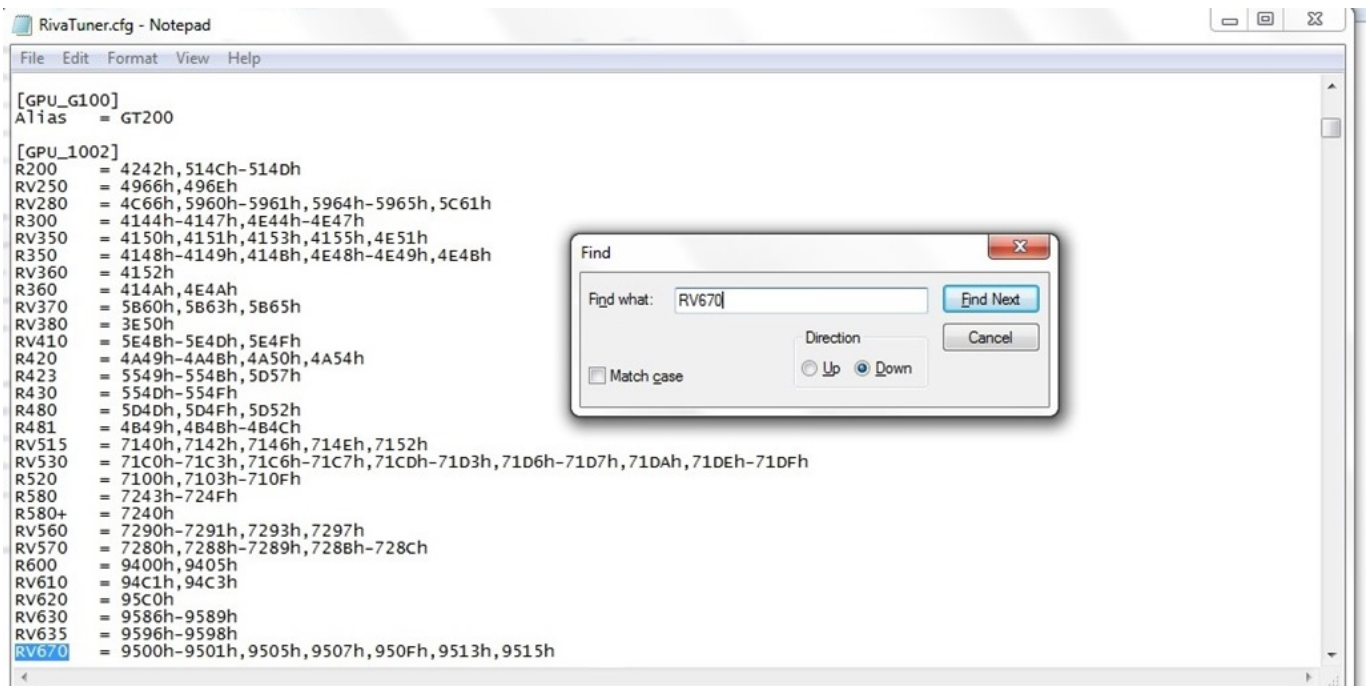 RivaTuner.cfg - Notepad
File Edit Format View Help
[GPU_G100]
Alias = GT200
[GPU_1002]
R200 = 4242h,514Ch-514Dh
RV250 = 4966h,496Eh
RV280 = 4C66h,5960h-5961h,5964h-5965h,5C61h
R300 = 4144h-4147h,4E44h-4E47h
RV350 = 4150h,4151h,4153h,4155h,4E51h
R350 = 4148h-4149h,414Bh,4E48h-4E49h,4E4Bh
RV360 = 4152h
R360 = 414Ah,4E4Ah
RV370 = 5B60h,5B63h,5B65h
RV380 = 3E50h
RV410 = 5E4Bh-5E4Dh,5E4Fh
R420 = 4A49h-4A4Bh,4A50h,4A54h
R423 = 5549h-554Bh,5D57h
R430 = 554Dh-554Fh
R480 = 5D4Dh,5D4Fh,5D52h
R481 = 4B49h,4B4Bh-4B4Ch
RV515 = 7140h,7142h,7146h,714Eh,7152h
RV530 = 71C0h-71C3h,71C6h-71C7h,71CDh-71D3h,71D6h-71D7h,71DAh,71DEh-71DFh
R520 = 7100h,7103h-710Fh
R580 = 7243h-724Fh
R580+ = 7240h
RV560 = 7290h-7291h,7293h,7297h
RV570 = 7280h,7288h-7289h,728Bh-728Ch
R600 = 9400h,9405h
RV610 = 94C1h,94C3h
RV620 = 95C0h
RV630 = 9586h-9589h
RV635 = 9596h-9598h
RV670 = 9500h-9501h,9505h,9507h,950Fh,9513h,9515h
Find
Find what: RV670 Find Next
Direction Cancel
Match case Up Down